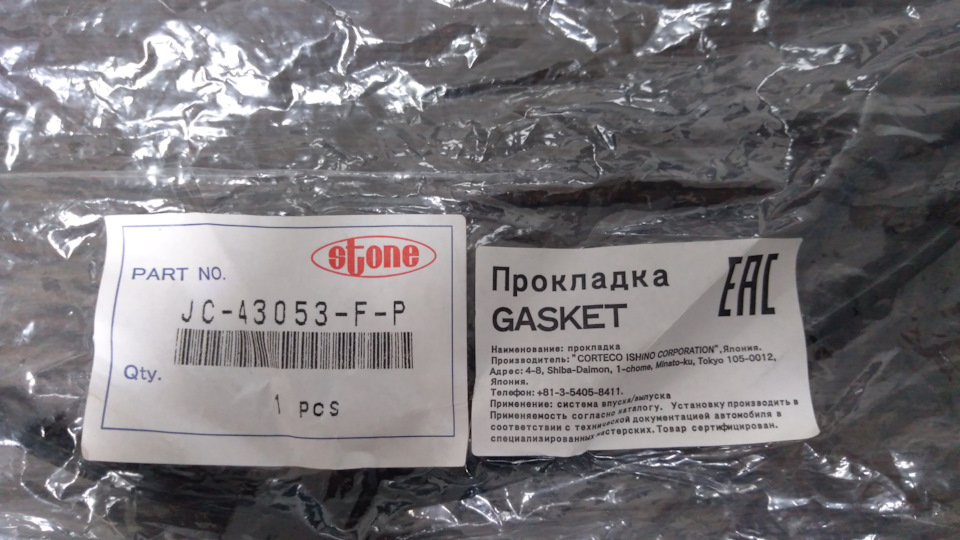 stone
PART NO.
JC-43053-F-P
Qty.
1 pcs
Прокладка
EAC
GASKET
Наименование: прокладка
Производитель: "CORTECO ISHINO CORPORATION", Япония.
Адрес: 4-8, Shiba-Daimon, 1-chome, Minato-ku, Tokyo 105-0012,
Япония.
Телефон: +81-3-5405-8411.
Применение: система впуска/выпуска
Применяемость согласно каталогу. Установку производить в
соответствии с технической документацией автомобиля в
специализированных мастерских. Товар сертифицирован.